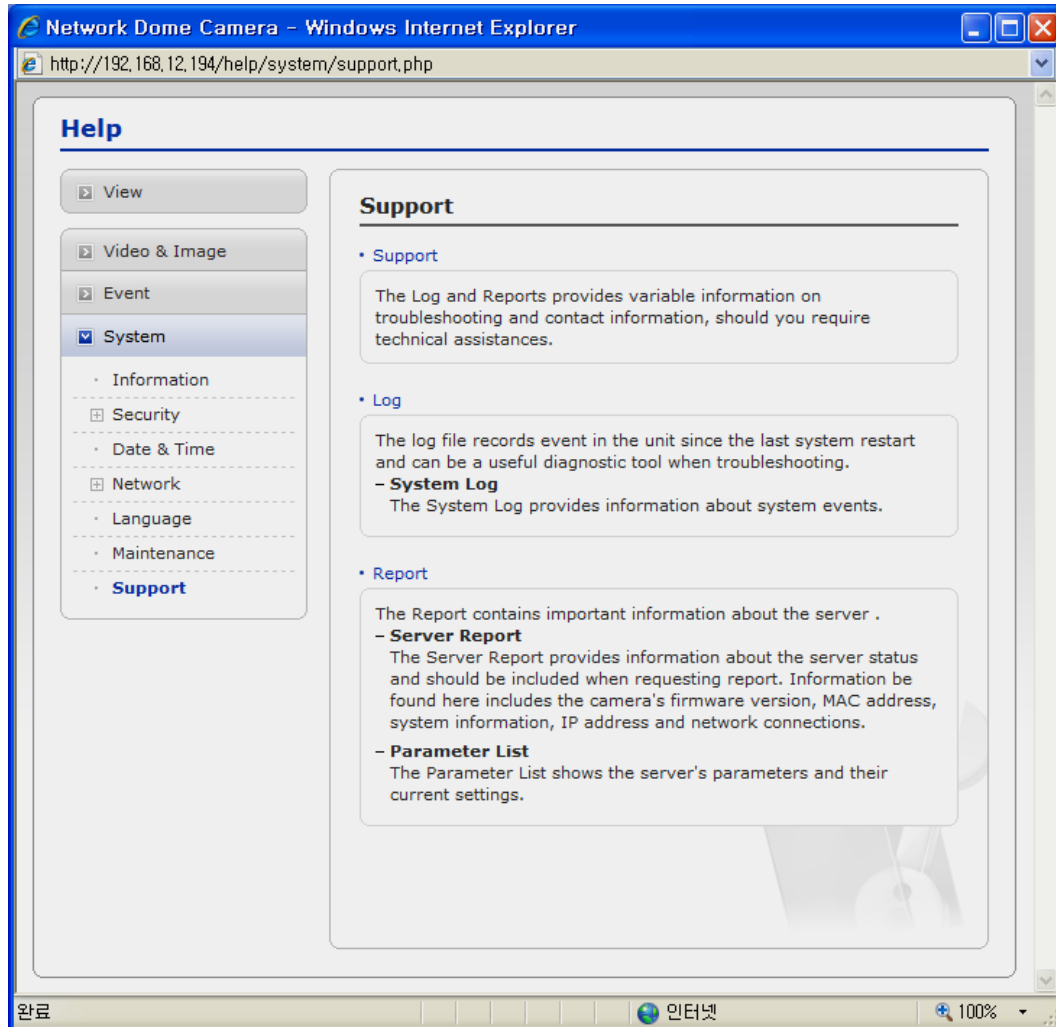 Network Dome Camera - Windows Internet Explorer
http://192,168,12,194/help/system/support,php
Help
View
Video & Image
Event
System
Information
Security
Date & Time
Network
Language
Maintenance
Support
Support
Support
The Log and Reports provides variable information on
troubleshooting and contact information, should you require
technical assistances.
Log
The log file records event in the unit since the last system restart
and can be a useful diagnostic tool when troubleshooting.
– System Log
The System Log provides information about system events.
Report
The Report contains important information about the server .
– Server Report
The Server Report provides information about the server status
and should be included when requesting report. Information be
found here includes the camera's firmware version, MAC address,
system information, IP address and network connections.
– Parameter List
The Parameter List shows the server's parameters and their
current settings.
완료
인터넷
100%